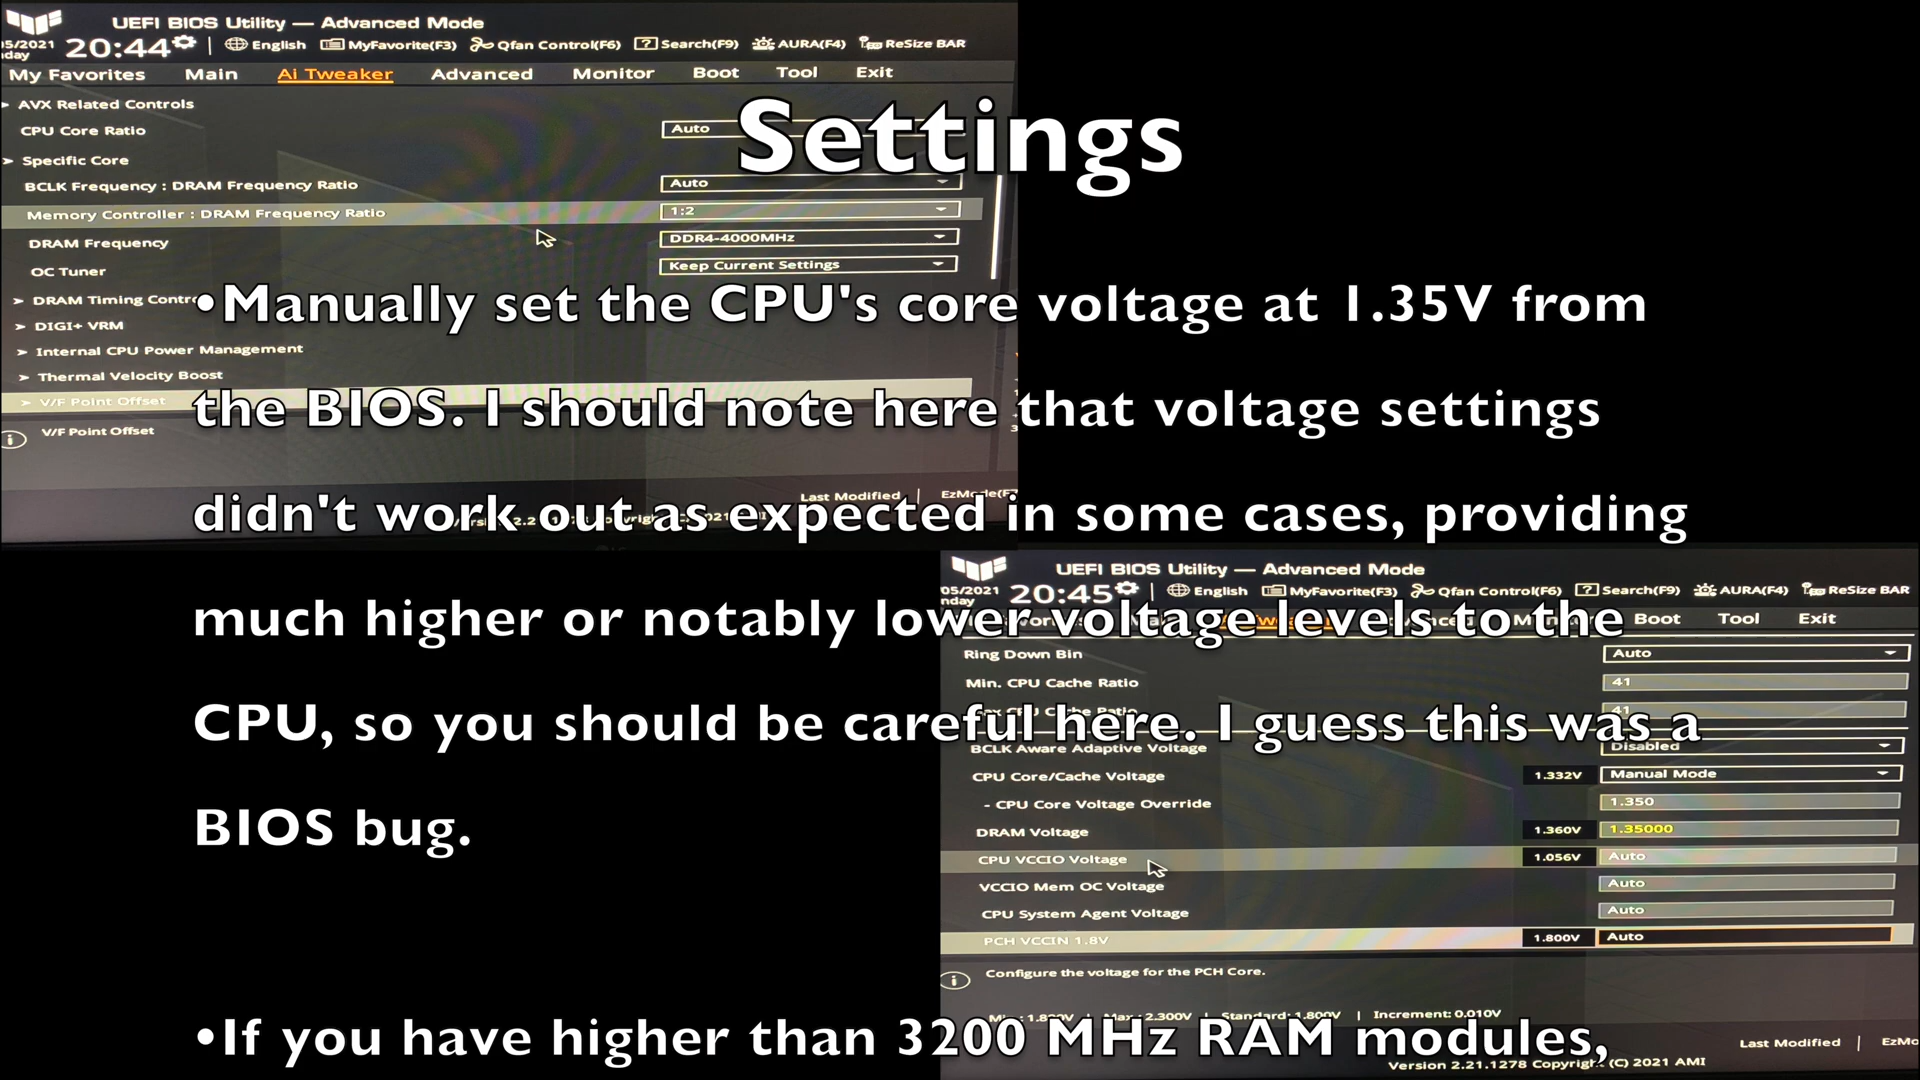 UEFI BIOS Utility — Advanced Mode
05/2021
20:44
English
MyFavorite(F3)
Qfan Control(F6)
Search(F9)
AURA(F4)
ReSize BAR
My Favorites
Main
Ai Tweaker
Advanced
Monitor
Boot
Tool
Exit
Settings
AVX Related Controls
CPU Core Ratio
Auto
Specific Core
BCLK Frequency : DRAM Frequency Ratio
Auto
Memory Controller : DRAM Frequency Ratio
1:2
DRAM Frequency
DDR4-4000MHz
OC Tuner
Keep Current Settings
DRAM Timing
DIGI+ VRM
Internal CPU Power Management
Thermal Velocity Boost
V/F Point Offset
V/F Point Offset
Last Modified
•Manually set the CPU's core voltage at 1.35V from
the BIOS. I should note here that voltage settings
didn't work out as expected in some cases, providing
much higher or notably lower voltage levels to the
CPU, so you should be careful here. I guess this was a
BIOS bug.
•If you have higher than 3200 MHz RAM modules,
UEFI BIOS Utility — Advanced Mode
05/2021
20:45
English
MyFavorite(F3)
Qfan Control(F6)
Search(F9)
AURA(F4)
ReSize BAR
Boot
Tool
Exit
Ring Down Bin
Auto
Min. CPU Cache Ratio
41
BCLK Aware Adaptive Voltage
Disabled
CPU Core/Cache Voltage
1.332V
Manual Mode
- CPU Core Voltage Override
1.350
DRAM Voltage
1.360V
1.35000
CPU VCCIO Voltage
1.056V
Auto
VCCIO Mem OC Voltage
Auto
CPU System Agent Voltage
Auto
PCH VCCIN 1.8V
1.800V
Auto
Configure the voltage for the PCH Core.
Standard:1.800V | Increment: 0.010V
Last Modified
Version 2.21.1278 Copyright (C) 2021 AMI